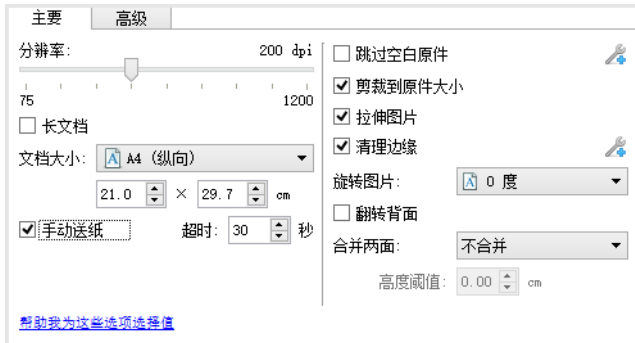 主要 高级
分辨率: 200 dpi
75 1200
长文档
文档大小: A4 (纵向)
21.0 × 29.7 cm
手动送纸 超时: 30 秒
帮助我为这些选项选择值
跳过空白原件
剪裁到原件大小
拉伸图片
清理边缘
旋转图片: 0 度
翻转背面
合并两面: 不合并
高度阈值: 0.00 cm